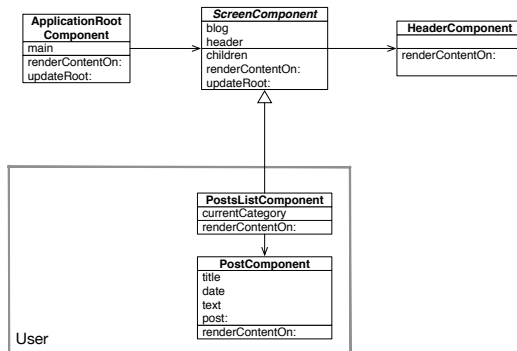 ApplicationRoot
Component
main
renderContentOn:
updateRoot:
ScreenComponent
blog
header
children
renderContentOn:
updateRoot:
HeaderComponent
renderContentOn:
PostsListComponent
currentCategory
renderContentOn:
PostComponent
title
date
text
post:
renderContentOn:
User